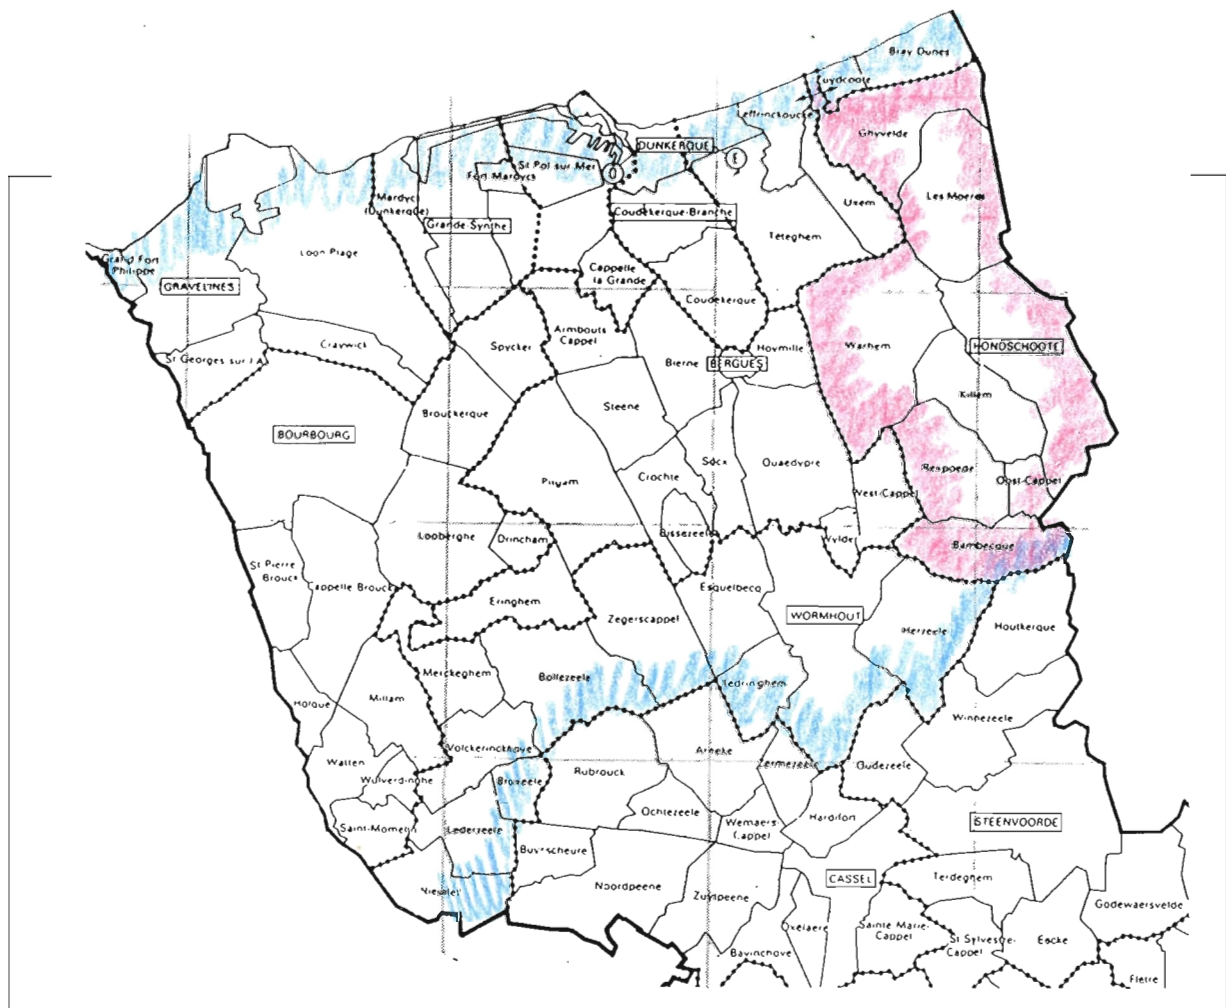 Bray Dunes
Zuydcoote
Leffrinckoucke
Ghyvelde
DUNKERQUE
E
St Pol sur Mer
Fort Mardyck
Les Moeres
Mardyck
(Dunkerque)
Uxem
Coudekerque-Branche
Grande-Synthe
Téteghem
Loon Plage
Grand Fort
Philippe
Cappelle
la Grande
GRAVELINES
Coudekerque
Armbouts
Cappel
Craywick
Spycker
Hoymille
Warhem
HONDSCHOOTE
St Georges sur l'A
Bierne
BERGUES
Killem
Steene
Brouckerque
BOURBOURG
Socx
Quaedypre
Rexpoede
Crochte
Pitgam
Oost-Cappel
West-Cappel
Looberghe
Drincham
Bissezeele
Wylder
Bambecque
St Pierre
Brouck
Cappelle Brouck
Esquelbecq
Eringhem
WORMHOUT
Zegerscappel
Herzeele
Houtkerque
Merckeghem
Bollezeele
Ledringhem
Millam
Holque
Winnezeele
Volckerinckhove
Arneke
Watten
Zermezeele
Oudezeele
Rubrouck
Wulverdinghe
Broxeele
Ochtezeele
Wemaers-
Cappel
Hardifort
STEENVOORDE
Saint-Momelin
Lederzeele
Buysscheure
CASSEL
Terdeghem
Noordpeene
Nieurlet
Zuytpeene
Godewaersvelde
Oxelaere
Sainte Marie-
Cappel
St Sylvestre-
Cappel
Eecke
Bavinchove
Fletre